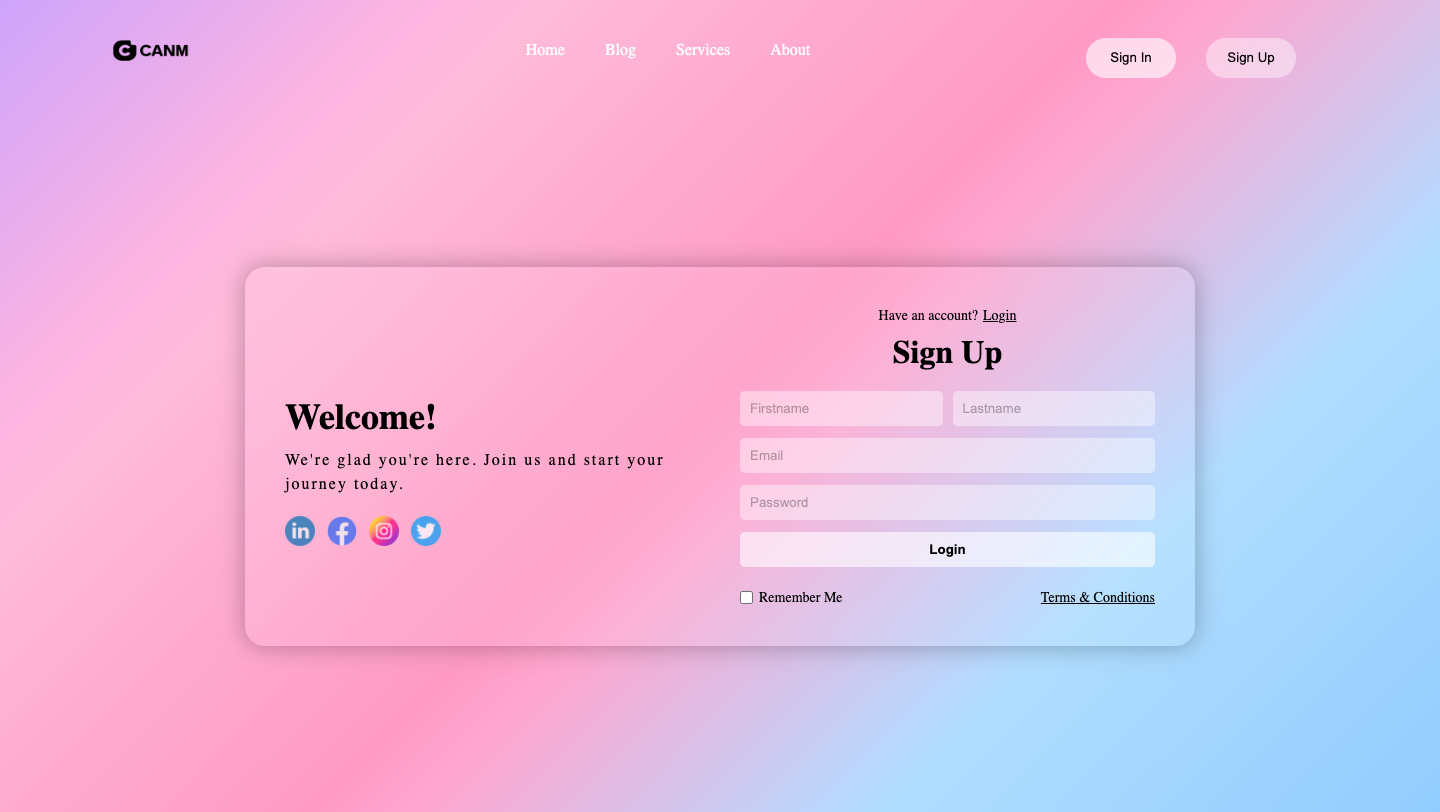 CANM
Home Blog Services About
Sign In Sign Up
Have an account? Login
Sign Up
Firstname Lastname
Email
Password
Login
Remember Me Terms & Conditions
Welcome!
We're glad you're here. Join us and start your
journey today.
in